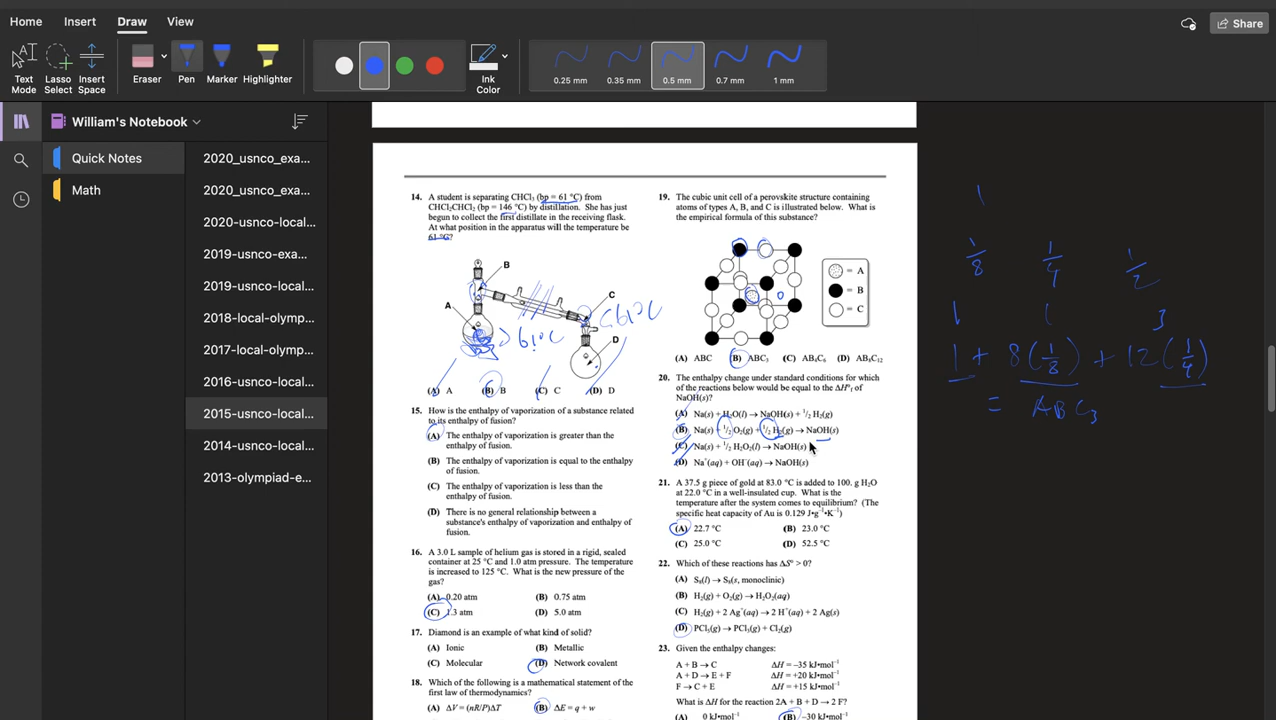 Home Insert Draw View
Share
Text Mode
Lasso Select
Insert Space
Eraser
Pen
Marker
Highlighter
Ink Color
0.25 mm
0.35 mm
0.5 mm
0.7 mm
1 mm
William's Notebook
Quick Notes
Math
2020_usnco_exa...
2020_usnco_exa...
2020-usnco-local...
2019-usnco-exa...
2019-usnco-local...
2018-local-olymp...
2017-local-olymp...
2016-usnco-local...
2015-usnco-local...
2014-usnco-local...
2013-olympiad-e...
14. A student is separating CHCl3 (bp = 61 °C) from
CHCl2CHCl2 (bp = 146 °C) by distillation. She has just
begun to collect the first distillate in the receiving flask.
At what position in the apparatus will the temperature be
61 °C?
B
C
A
D
<61°C
>61°C
(A) A (B) B (C) C (D) D
15. How is the enthalpy of vaporization of a substance related
to its enthalpy of fusion?
(A) The enthalpy of vaporization is greater than the
enthalpy of fusion.
(B) The enthalpy of vaporization is equal to the enthalpy
of fusion.
(C) The enthalpy of vaporization is less than the
enthalpy of fusion.
(D) There is no general relationship between a
substance's enthalpy of vaporization and enthalpy of
fusion.
16. A 3.0 L sample of helium gas is stored in a rigid, sealed
container at 25 °C and 1.0 atm pressure. The temperature
is increased to 125 °C. What is the new pressure of the
gas?
(A) 0.20 atm (B) 0.75 atm
(C) 1.3 atm (D) 5.0 atm
17. Diamond is an example of what kind of solid?
(A) Ionic (B) Metallic
(C) Molecular (D) Network covalent
18. Which of the following is a mathematical statement of the
first law of thermodynamics?
(A) ΔV = (nR/P)ΔT (B) ΔE = q + w
19. The cubic unit cell of a perovskite structure containing
atoms of types A, B, and C is illustrated below. What is
the empirical formula of this substance?
= A
= B
= C
(A) ABC (B) ABC3 (C) AB4C6 (D) AB8C12
20. The enthalpy change under standard conditions for which
of the reactions below would be equal to the ΔH°f of
NaOH(s)?
(A) Na(s) + H2O(l) → NaOH(s) + 1/2 H2(g)
(B) Na(s) + 1/2 O2(g) + 1/2 H2(g) → NaOH(s)
(C) Na(s) + 1/2 H2O2(l) → NaOH(s)
(D) Na+(aq) + OH–(aq) → NaOH(s)
21. A 37.5 g piece of gold at 83.0 °C is added to 100. g H2O
at 22.0 °C in a well-insulated cup. What is the
temperature after the system comes to equilibrium? (The
specific heat capacity of Au is 0.129 J•g–1•K–1)
(A) 22.7 °C (B) 23.0 °C
(C) 25.0 °C (D) 52.5 °C
22. Which of these reactions has ΔS° > 0?
(A) S8(l) → S8(s, monoclinic)
(B) H2(g) + O2(g) → H2O2(aq)
(C) H2(g) + 2 Ag+(aq) → 2 H+(aq) + 2 Ag(s)
(D) PCl5(g) → PCl3(g) + Cl2(g)
23. Given the enthalpy changes:
A + B → C ΔH = –35 kJ•mol–1
A + D → E + F ΔH = +20 kJ•mol–1
F → C + E ΔH = +15 kJ•mol–1
What is ΔH for the reaction 2A + B + D → 2 F?
(A) 0 kJ•mol–1 (B) –30 kJ•mol–1
1
1/8 1/4 1/2
1 1 3
1 + 8(1/8) + 12(1/4)
= ABC3